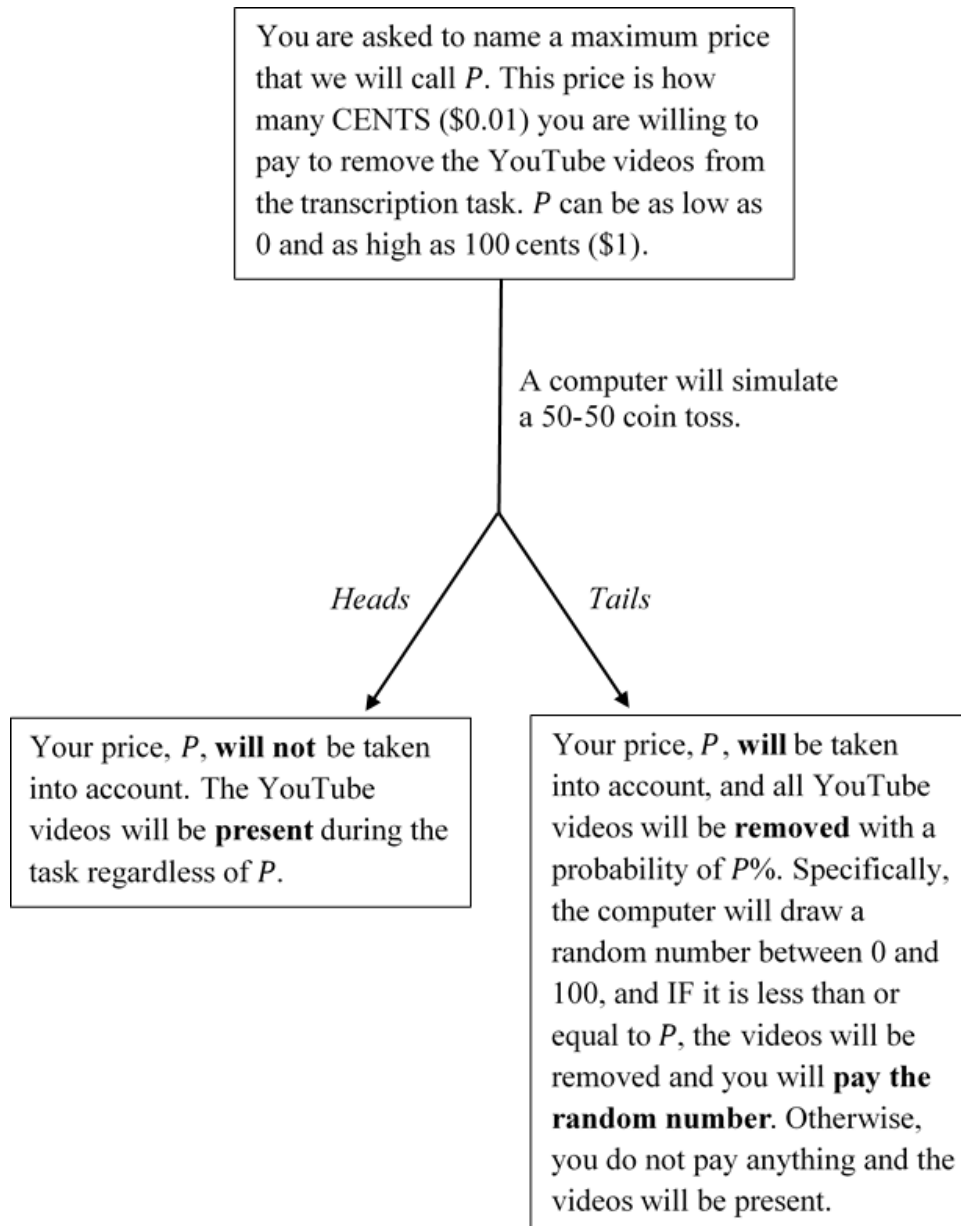 You are asked to name a maximum price
that we will call P. This price is how
many CENTS ($0.01) you are willing to
pay to remove the YouTube videos from
the transcription task. P can be as low as
0 and as high as 100 cents ($1).
A computer will simulate
a 50-50 coin toss.
Heads
Tails
Your price, P, will not be taken
into account. The YouTube
videos will be present during the
task regardless of P.
Your price, P, will be taken
into account, and all YouTube
videos will be removed with a
probability of P%. Specifically,
the computer will draw a
random number between 0 and
100, and IF it is less than or
equal to P, the videos will be
removed and you will pay the
random number. Otherwise,
you do not pay anything and the
videos will be present.